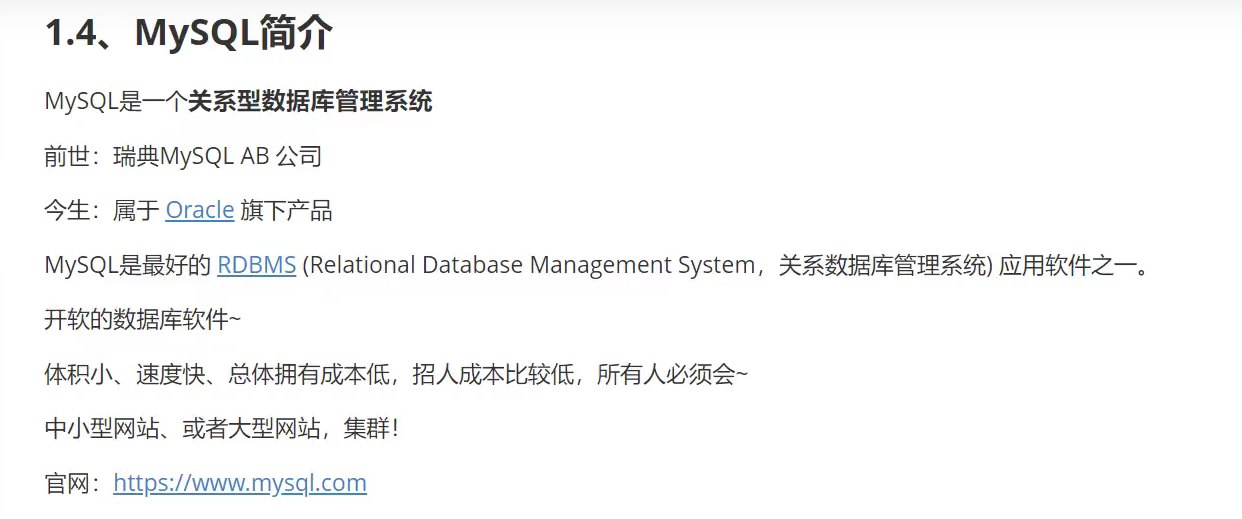 1.4、MySQL简介
MySQL是一个关系型数据库管理系统
前世：瑞典MySQL AB 公司
今生：属于 Oracle 旗下产品
MySQL是最好的 RDBMS (Relational Database Management System，关系数据库管理系统) 应用软件之一。
开软的数据库软件~
体积小、速度快、总体拥有成本低，招人成本比较低，所有人必须会~
中小型网站、或者大型网站，集群！
官网：https://www.mysql.com